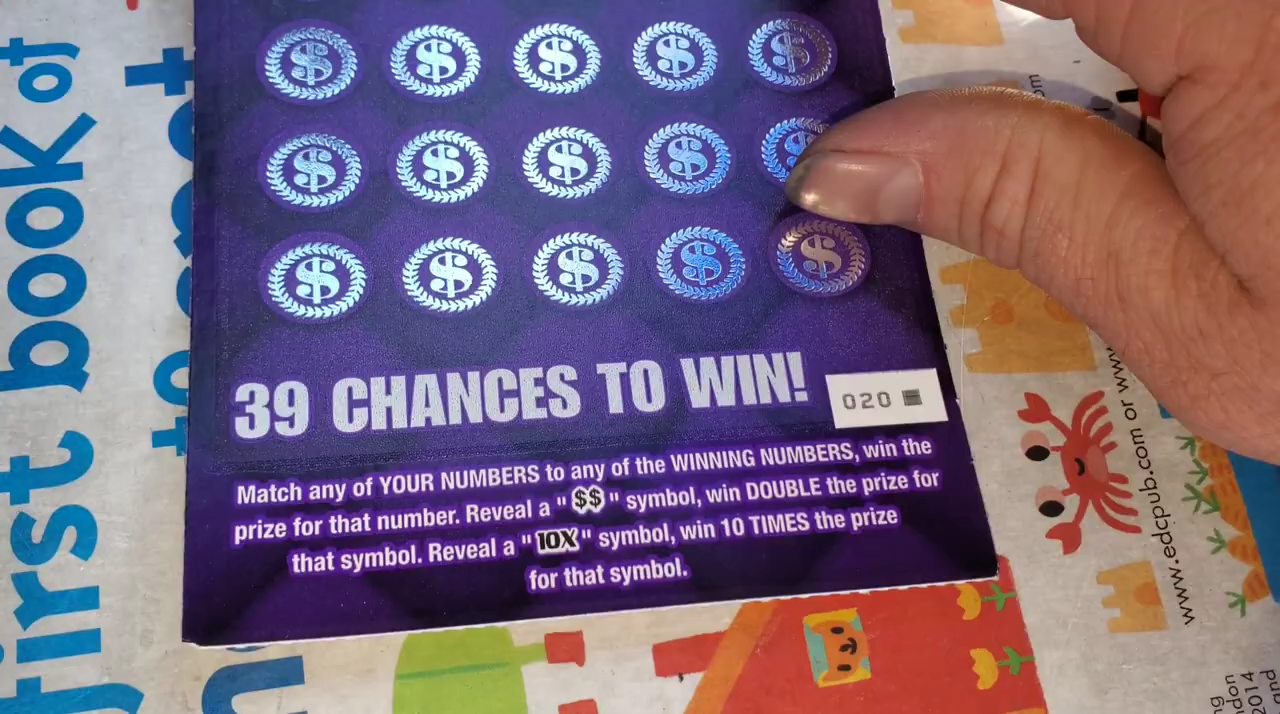 39 CHANCES TO WIN!
020
Match any of YOUR NUMBERS to any of the WINNING NUMBERS, win the
prize for that number. Reveal a "$$" symbol, win DOUBLE the prize for
that symbol. Reveal a "10X" symbol, win 10 TIMES the prize
for that symbol.
first book of
www.edcpub.com or www
2014